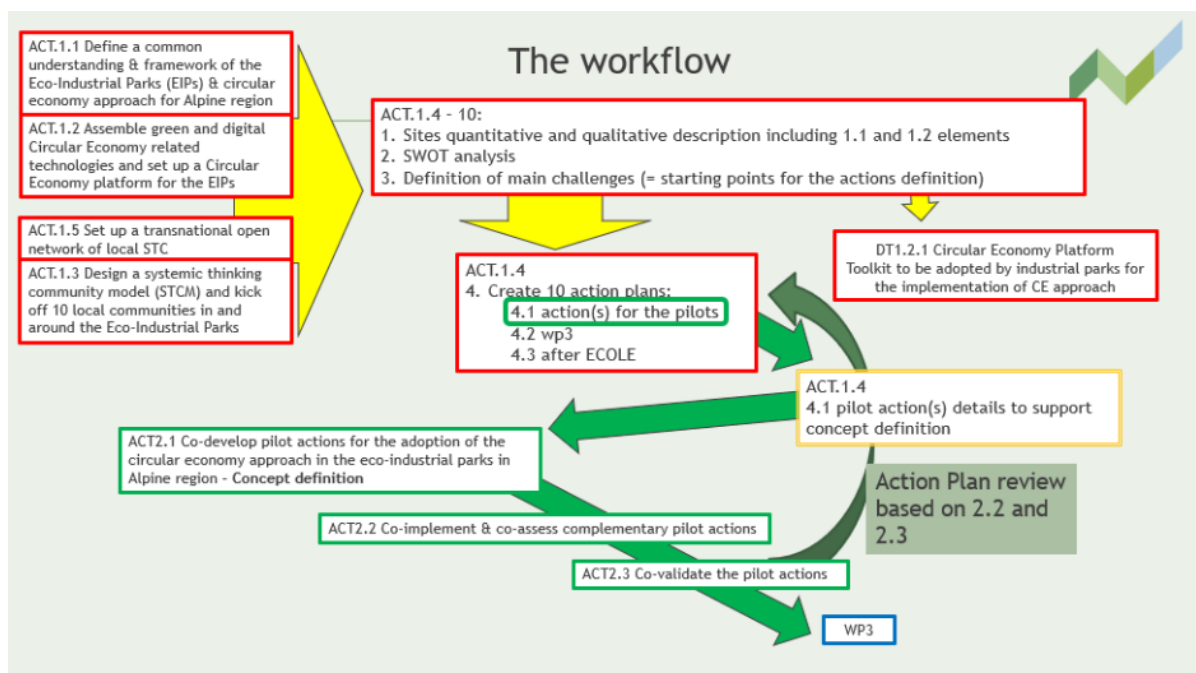 The workflow
ACT.1.1 Define a common
understanding & framework of the
Eco-Industrial Parks (EIPs) & circular
economy approach for Alpine region
ACT.1.2 Assemble green and digital
Circular Economy related
technologies and set up a Circular
Economy platform for the EIPs
ACT.1.5 Set up a transnational open
network of local STC
ACT.1.3 Design a systemic thinking
community model (STCM) and kick
off 10 local communities in and
around the Eco-Industrial Parks
ACT.1.4 - 10:
1. Sites quantitative and qualitative description including 1.1 and 1.2 elements
2. SWOT analysis
3. Definition of main challenges (= starting points for the actions definition)
DT1.2.1 Circular Economy Platform
Toolkit to be adopted by industrial parks for
the implementation of CE approach
ACT.1.4
4. Create 10 action plans:
4.1 action(s) for the pilots
4.2 wp3
4.3 after ECOLE
ACT.1.4
4.1 pilot action(s) details to support
concept definition
ACT2.1 Co-develop pilot actions for the adoption of the
circular economy approach in the eco-industrial parks in
Alpine region - Concept definition
Action Plan review
based on 2.2 and
2.3
ACT2.2 Co-implement & co-assess complementary pilot actions
ACT2.3 Co-validate the pilot actions
WP3